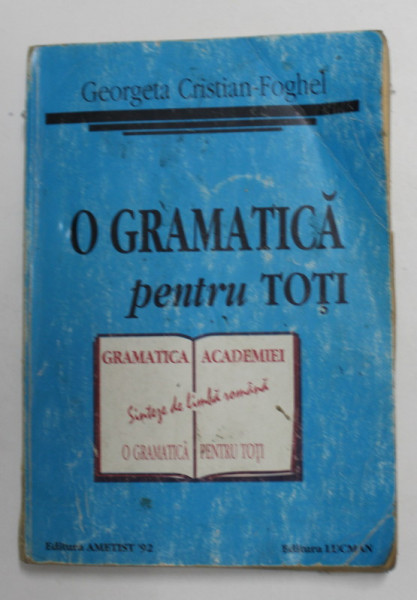 Georgeta Cristian-Foghel
O GRAMATICĂ
pentru TOȚI
GRAMATICA ACADEMIEI
Sinteze de limbă română
O GRAMATICĂ PENTRU TOȚI
Editura AMETIST '92 Editura LUCMAN